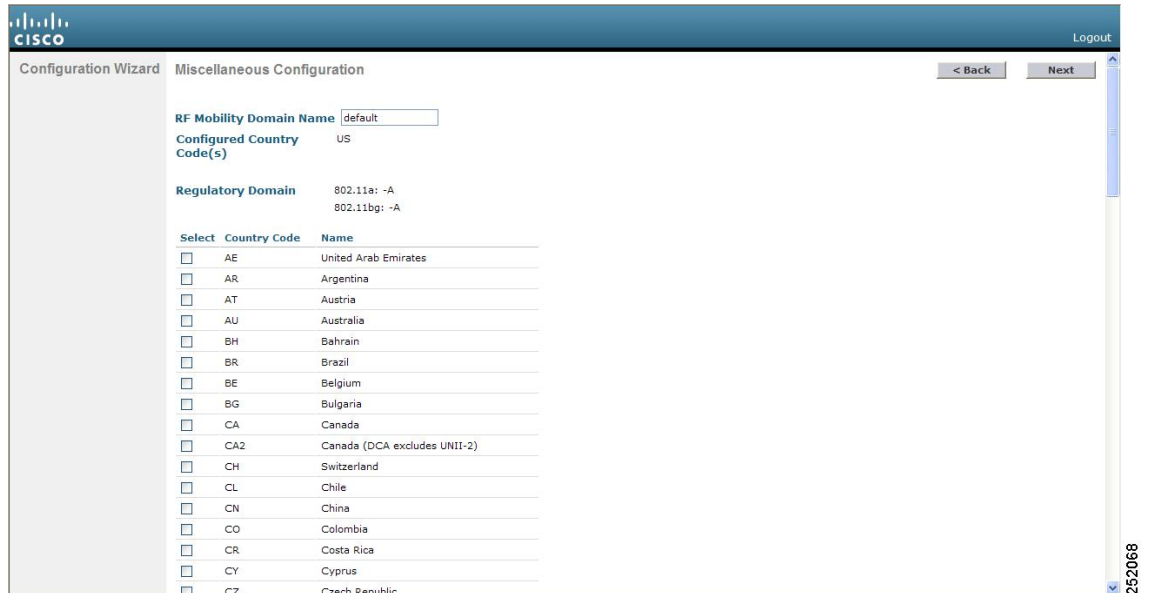 CISCO
Logout
Configuration Wizard
Miscellaneous Configuration
< Back
Next
RF Mobility Domain Name default
Configured Country Code(s) US
Regulatory Domain 802.11a: -A
802.11bg: -A
Select Country Code Name
AE United Arab Emirates
AR Argentina
AT Austria
AU Australia
BH Bahrain
BR Brazil
BE Belgium
BG Bulgaria
CA Canada
CA2 Canada (DCA excludes UNII-2)
CH Switzerland
CL Chile
CN China
CO Colombia
CR Costa Rica
CY Cyprus
CZ Czech Republic
252068